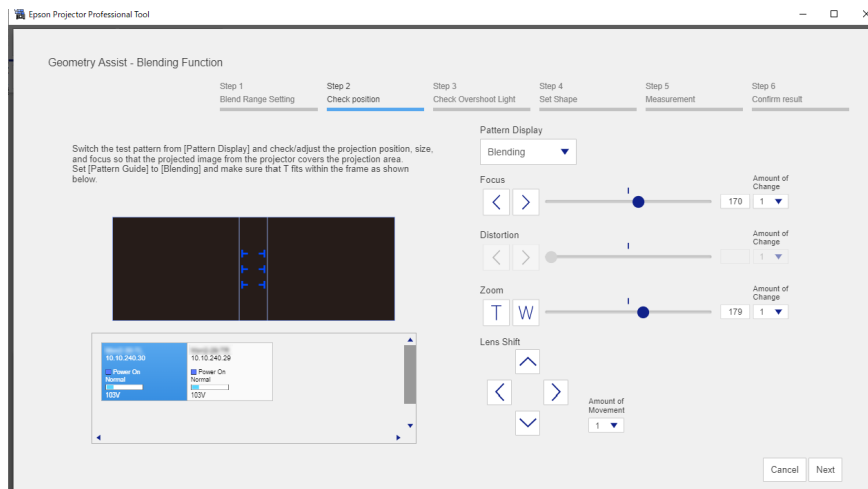 Epson Projector Professional Tool
Geometry Assist - Blending Function
Step 1
Blend Range Setting
Step 2
Check position
Step 3
Check Overshoot Light
Step 4
Set Shape
Step 5
Measurement
Step 6
Confirm result
Switch the test pattern from [Pattern Display] and check/adjust the projection position, size,
and focus so that the projected image from the projector covers the projection area.
Set [Pattern Guide] to [Blending] and make sure that T fits within the frame as shown
below.
10.10.240.30
Power On
Normal
103V
10.10.240.29
Power On
Normal
103V
Pattern Display
Blending
Focus
170
Amount of
Change
1
Distortion
Amount of
Change
1
Zoom
T W
179
Amount of
Change
1
Lens Shift
Amount of
Movement
1
Cancel
Next